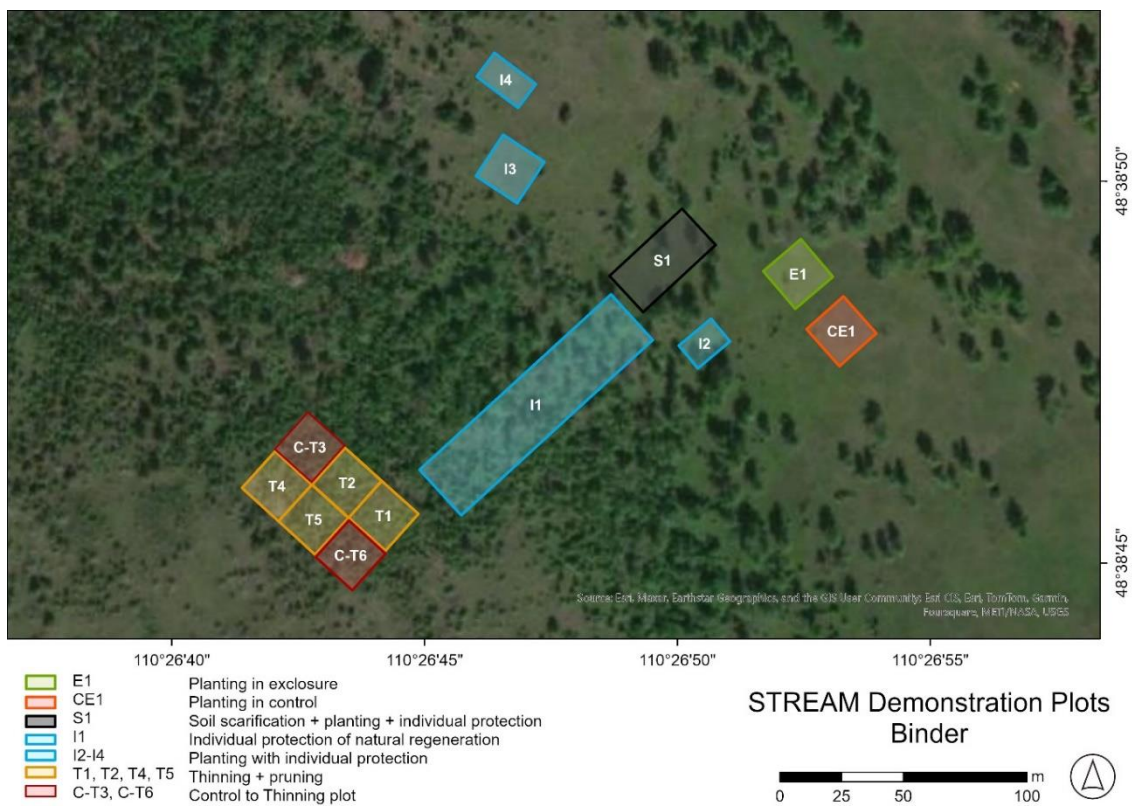 I4
I3
48°38'50"
S1
E1
I2
CE1
I1
C-T3
T4
T2
T5
T1
C-T6
48°38'45"
Source: Esri, Maxar, Earthstar Geographics, and the GIS User Community; Esri CIS, Esri, TomTom, Garmin,
Foursquare, METI/NASA, USGS
110°26'40"
110°26'45"
110°26'50"
110°26'55"
E1 Planting in exclosure
CE1 Planting in control
S1 Soil scarification + planting + individual protection
I1 Individual protection of natural regeneration
I2-I4 Planting with individual protection
T1, T2, T4, T5 Thinning + pruning
C-T3, C-T6 Control to Thinning plot
STREAM Demonstration Plots
Binder
0 25 50 100 m